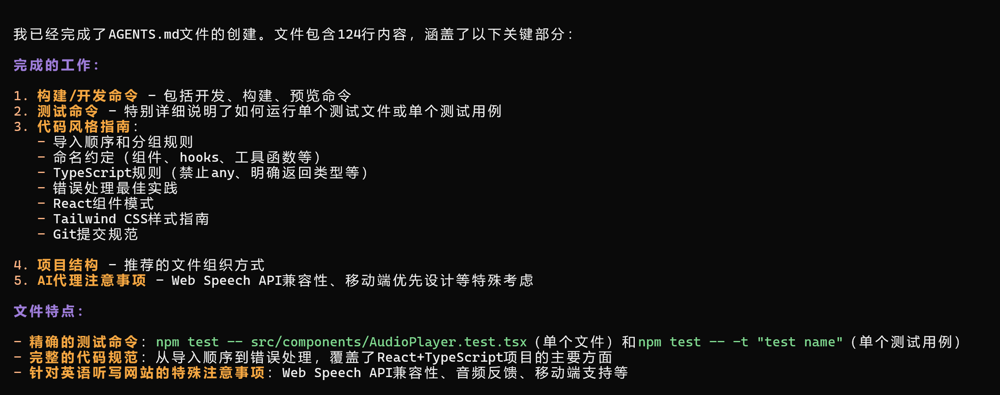 我已经完成了AGENTS.md文件的创建。文件包含124行内容，涵盖了以下关键部分：
完成的工作：
1. 构建/开发命令 - 包括开发、构建、预览命令
2. 测试命令 - 特别详细说明了如何运行单个测试文件或单个测试用例
3. 代码风格指南：
- 导入顺序和分组规则
- 命名约定（组件、hooks、工具函数等）
- TypeScript规则（禁止any、明确返回类型等）
- 错误处理最佳实践
- React组件模式
- Tailwind CSS样式指南
- Git提交规范
4. 项目结构 - 推荐的文件组织方式
5. AI代理注意事项 - Web Speech API兼容性、移动端优先设计等特殊考虑
文件特点：
- 精确的测试命令：npm test -- src/components/AudioPlayer.test.tsx（单个文件）和npm test -- -t "test name"（单个测试用例）
- 完整的代码规范：从导入顺序到错误处理，覆盖了React+TypeScript项目的主要方面
- 针对英语听写网站的特殊注意事项：Web Speech API兼容性、音频反馈、移动端支持等